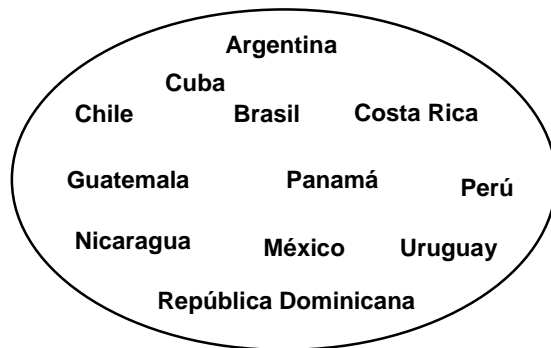 Argentina
Cuba
Chile Brasil Costa Rica
Guatemala Panamá Perú
Nicaragua México Uruguay
República Dominicana